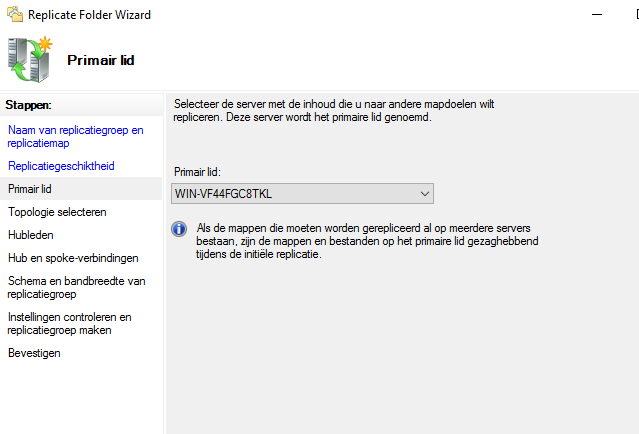 Replicate Folder Wizard
Primair lid
Stappen:
Naam van replicatiegroep en
replicatiemap
Replicatiegeschiktheid
Primair lid
Topologie selecteren
Hubleden
Hub en spoke-verbindingen
Schema en bandbreedte van
replicatiegroep
Instellingen controleren en
replicatiegroep maken
Bevestigen
Selecteer de server met de inhoud die u naar andere mapdoelen wilt
repliceren. Deze server wordt het primaire lid genoemd.
Primair lid:
WIN-VF44FGC8TKL
Als de mappen die moeten worden gerepliceerd al op meerdere servers
bestaan, zijn de mappen en bestanden op het primaire lid gezaghebbend
tijdens de initiële replicatie.